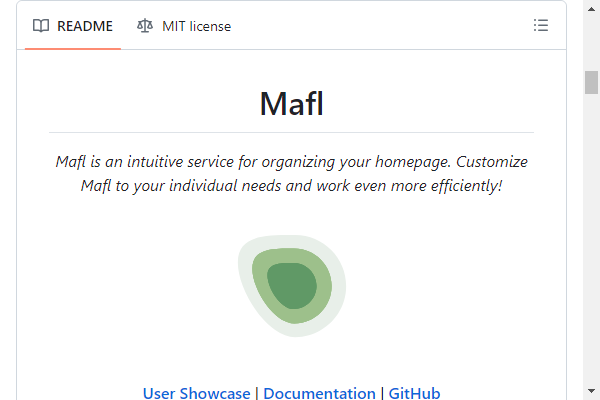 README MIT license
Mafl
Mafl is an intuitive service for organizing your homepage. Customize
Mafl to your individual needs and work even more efficiently!
User Showcase | Documentation | GitHub